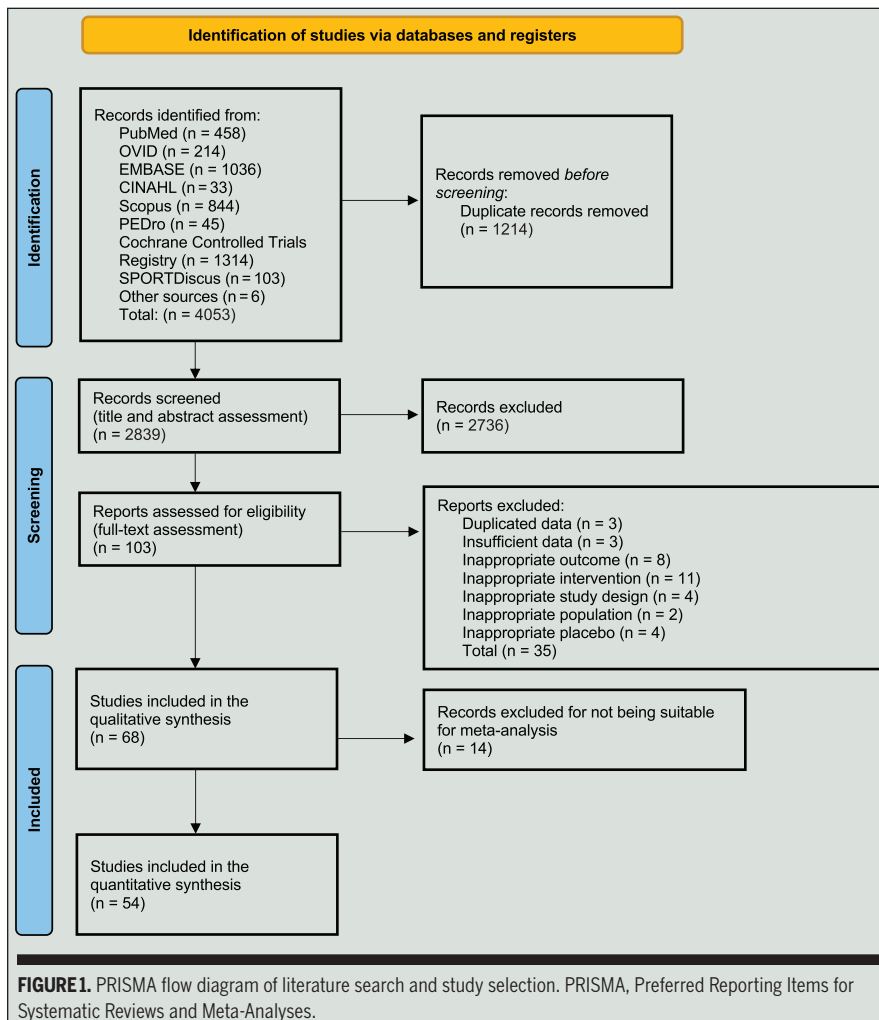 Identification of studies via databases and registers
Identification
Records identified from:
PubMed (n = 458)
OVID (n = 214)
EMBASE (n = 1036)
CINAHL (n = 33)
Scopus (n = 844)
PEDro (n = 45)
Cochrane Controlled Trials
Registry (n = 1314)
SPORTDiscus (n = 103)
Other sources (n = 6)
Total: (n = 4053)
Records removed before
screening:
Duplicate records removed
(n = 1214)
Screening
Records screened
(title and abstract assessment)
(n = 2839)
Records excluded
(n = 2736)
Reports assessed for eligibility
(full-text assessment)
(n = 103)
Reports excluded:
Duplicated data (n = 3)
Insufficient data (n = 3)
Inappropriate outcome (n = 8)
Inappropriate intervention (n = 11)
Inappropriate study design (n = 4)
Inappropriate population (n = 2)
Inappropriate placebo (n = 4)
Total (n = 35)
Included
Studies included in the
qualitative synthesis
(n = 68)
Records excluded for not being suitable
for meta-analysis
(n = 14)
Studies included in the
quantitative synthesis
(n = 54)
FIGURE 1. PRISMA flow diagram of literature search and study selection. PRISMA, Preferred Reporting Items for
Systematic Reviews and Meta-Analyses.